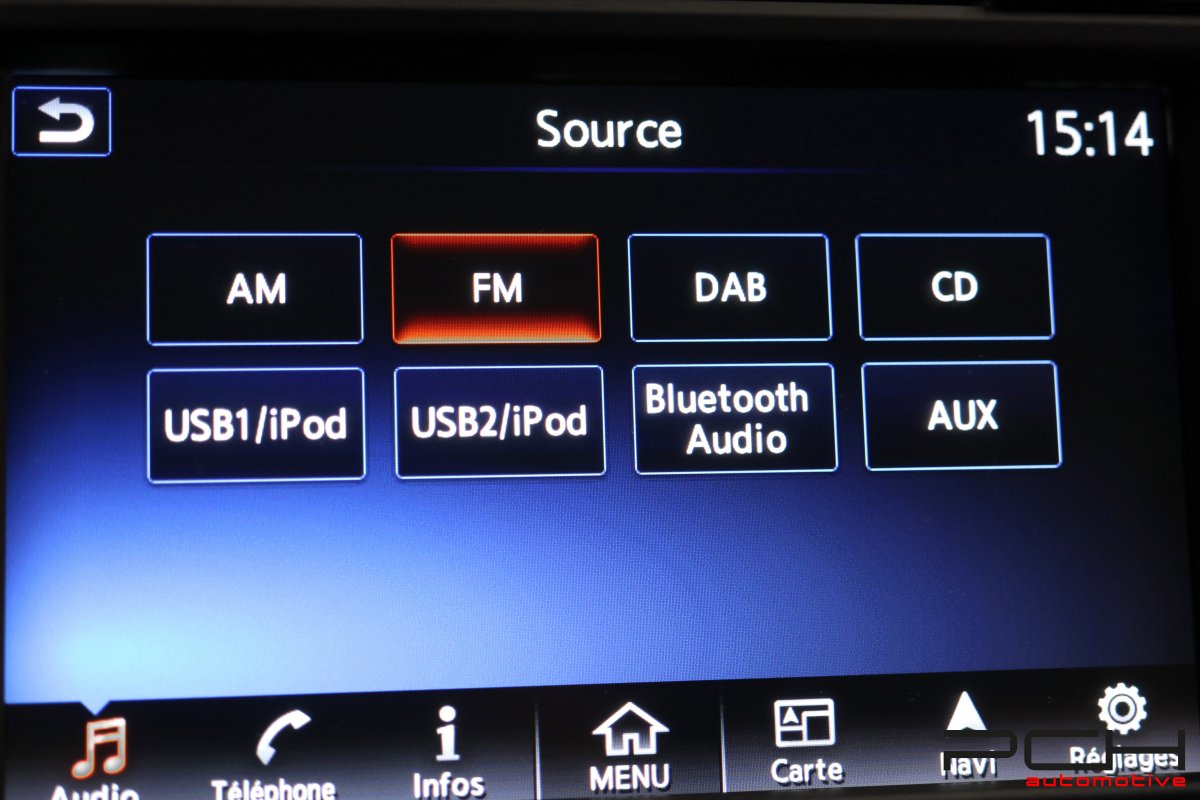 Source
15:14
AM
FM
DAB
CD
USB1/iPod
USB2/iPod
Bluetooth
Audio
AUX
Audio
Téléphone
Infos
MENU
Carte
Navi
Réglages
PGH
automotive